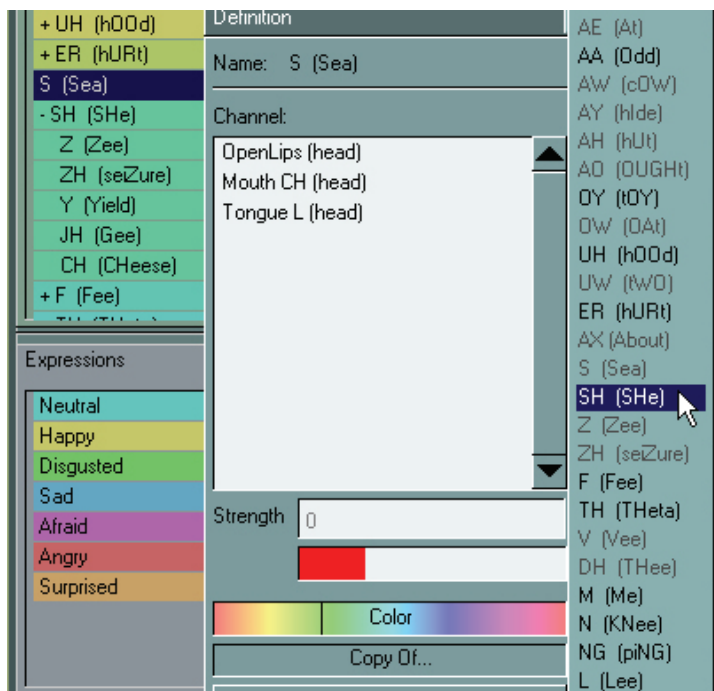 + UH (hOOd)
+ ER (hURt)
S (Sea)
- SH (SHe)
Z (Zee)
ZH (seiZure)
Y (Yield)
JH (Gee)
CH (CHeese)
+ F (Fee)
Expressions
Neutral
Happy
Disgusted
Sad
Afraid
Angry
Surprised
Definition
Name: S (Sea)
Channel:
OpenLips (head)
Mouth CH (head)
Tongue L (head)
Strength 0
Color
Copy Of...
AE (At)
AA (Odd)
AW (cOW)
AY (hIde)
AH (hUt)
AO (OUGHt)
OY (tOY)
OW (OAt)
UH (hOOd)
UW (tWO)
ER (hURt)
AX (About)
S (Sea)
SH (SHe)
Z (Zee)
ZH (seiZure)
F (Fee)
TH (THeta)
V (Vee)
DH (THee)
M (Me)
N (KNee)
NG (piNG)
L (Lee)